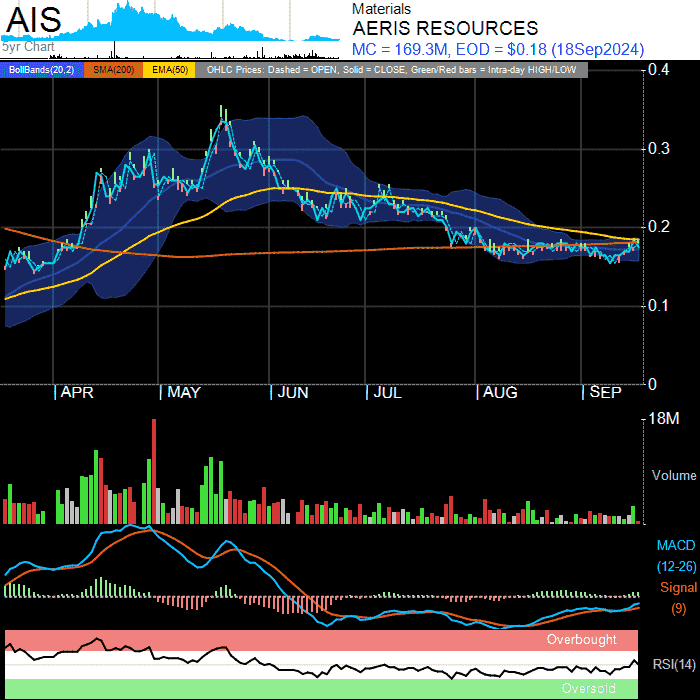 AIS
5yr Chart
Materials
AERIS RESOURCES
MC = 169.3M, EOD = $0.18 (18Sep2024)
BollBands(20,2) SMA(200) EMA(50) OHLC Prices: Dashed = OPEN, Solid = CLOSE, Green/Red bars = Intra-day HIGH/LOW
0.4
0.3
0.2
0.1
0
APR MAY JUN JUL AUG SEP
18M
Volume
MACD
(12-26)
Signal
(9)
Overbought
RSI(14)
Oversold